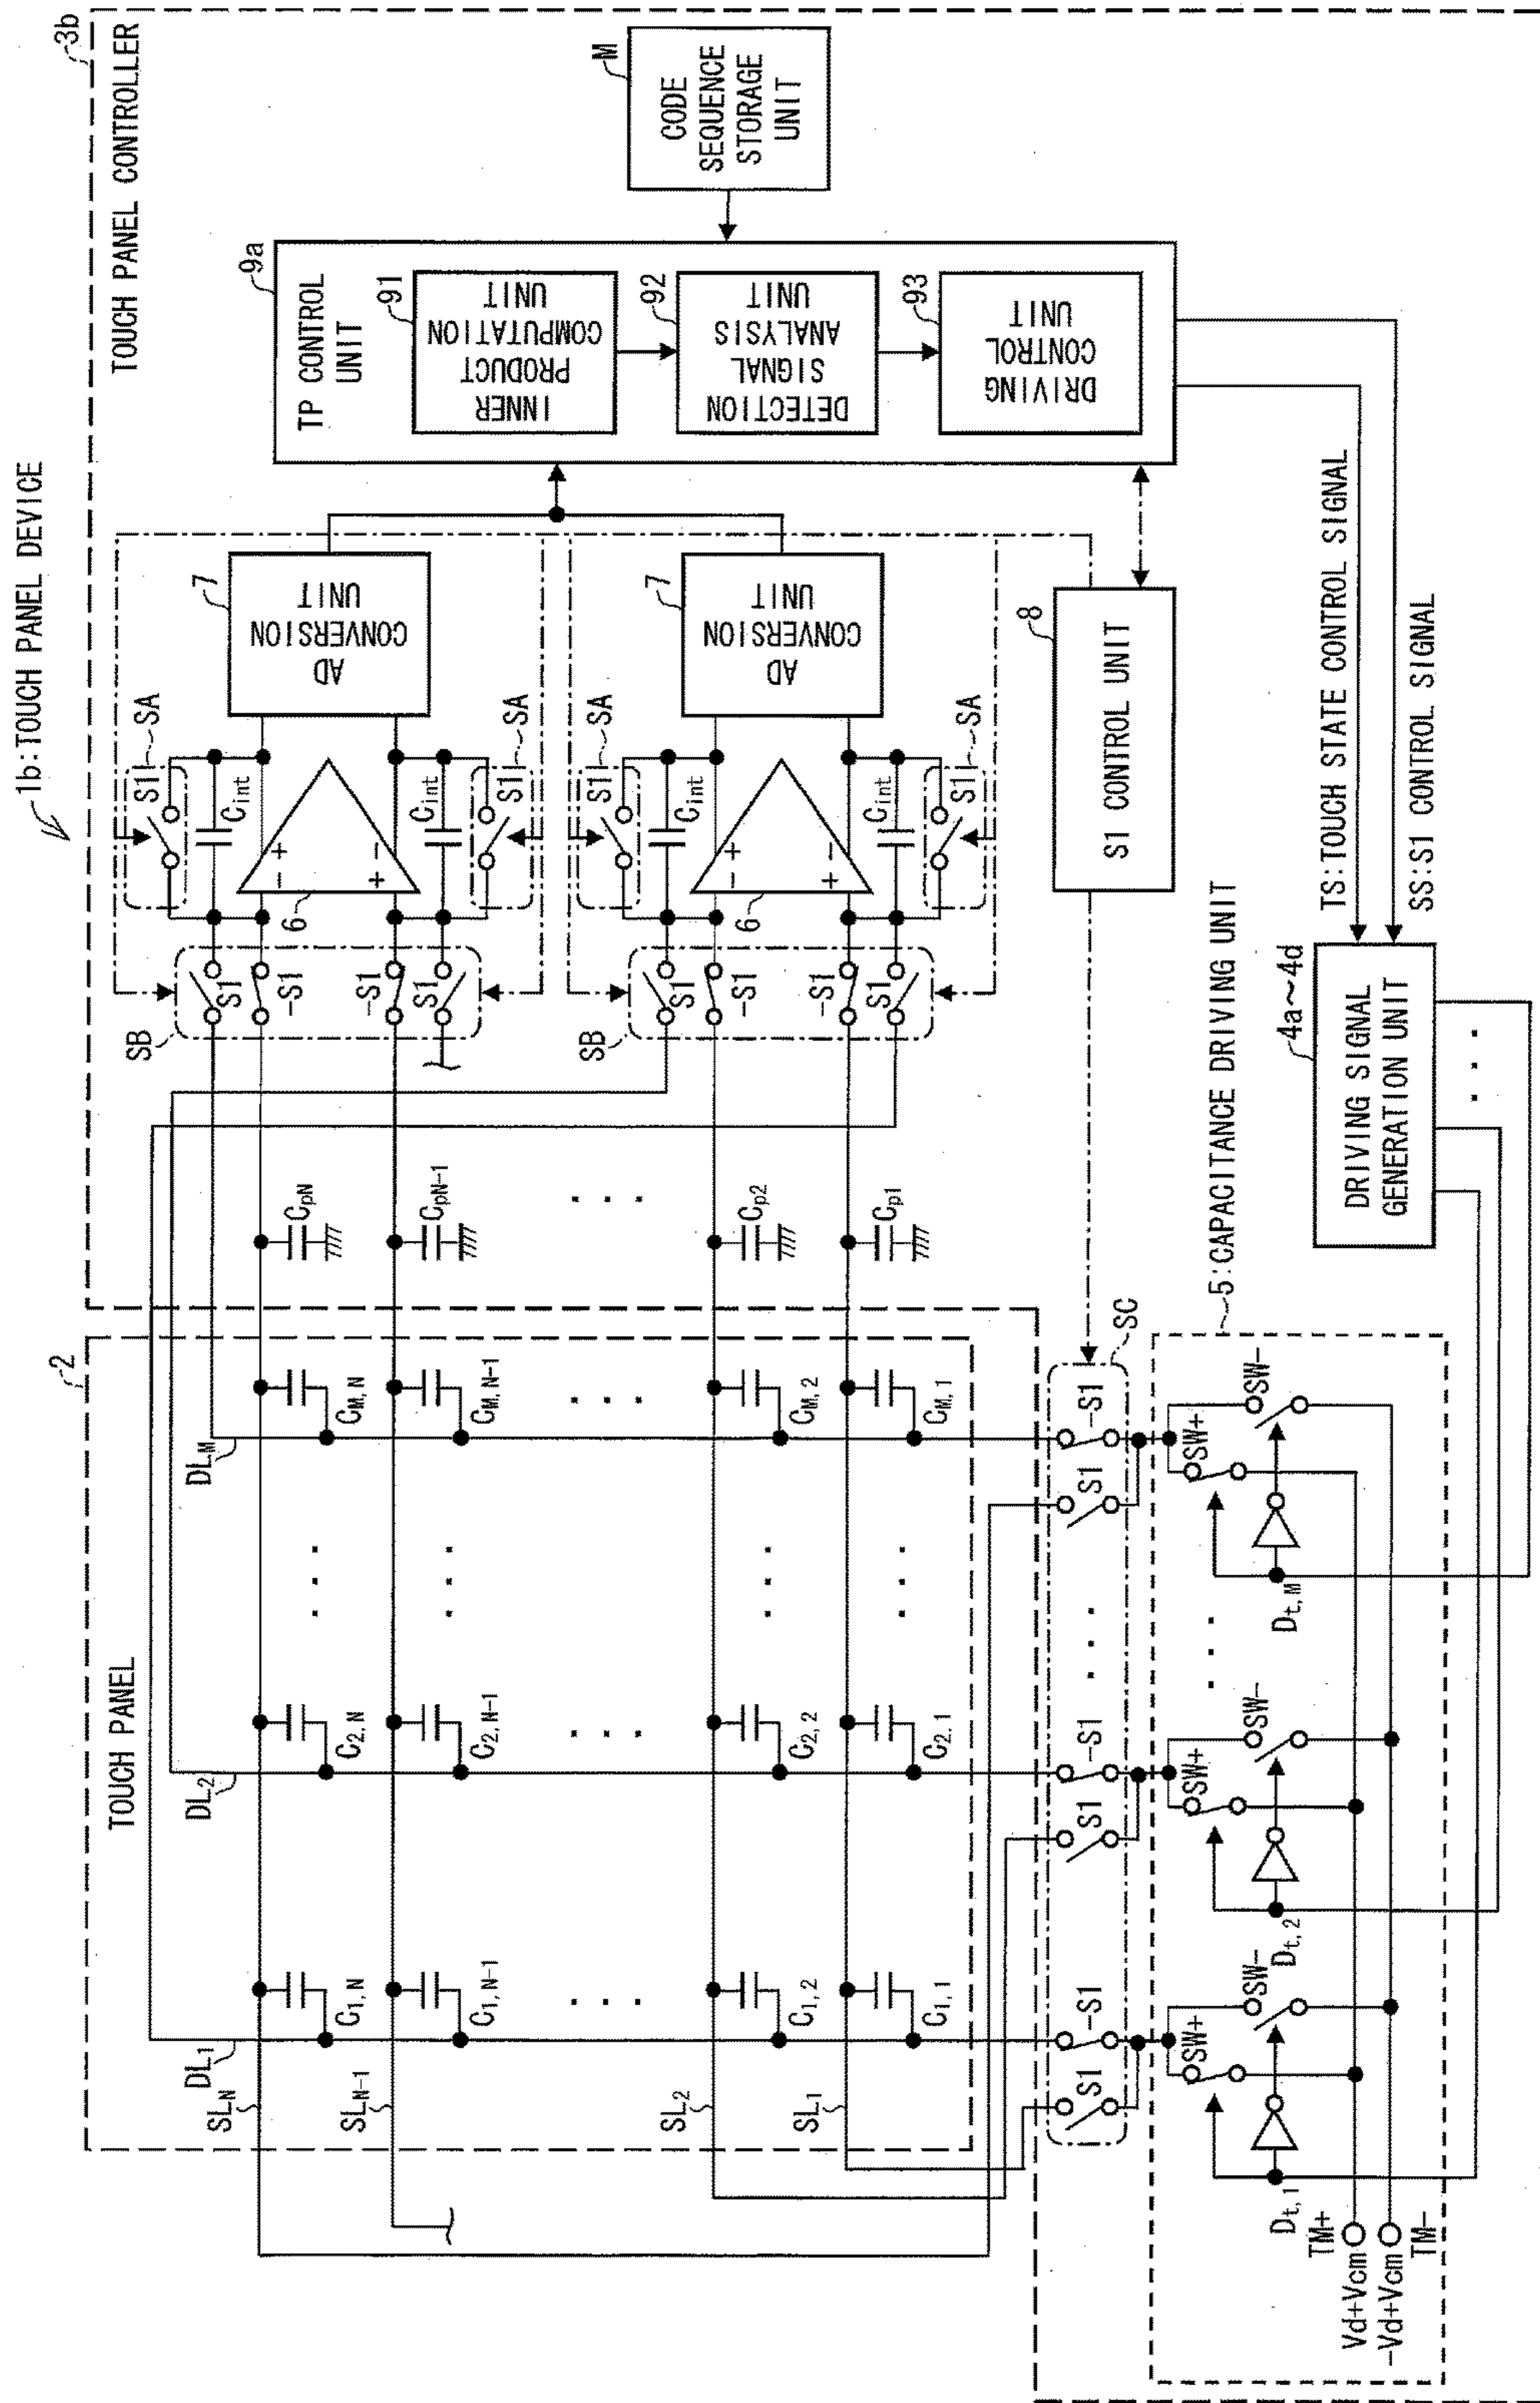 1b:TOUCH PANEL DEVICE
3b
TOUCH PANEL CONTROLLER
2
TOUCH PANEL
DL1
DL2
DLM
SLN
SLN-1
SL2
SL1
C1,N
C1,N-1
C1,2
C1,1
C2,N
C2,N-1
C2,2
C2,1
CM,N
CM,N-1
CM,2
CM,1
. . .
CpN
CpN-1
. . .
Cp2
Cp1
SB
S1
-S1
-S1
S1
SB
S1
-S1
-S1
S1
SA
S1
Cint
- +
6
+ -
Cint
S1
SA
SA
S1
Cint
- +
6
+ -
Cint
S1
SA
7
AD
CONVERSION
UNIT
7
AD
CONVERSION
UNIT
9a
TP CONTROL
UNIT
91
INNER
PRODUCT
COMPUTATION
UNIT
92
DETECTION
SIGNAL
ANALYSIS
UNIT
93
DRIVING
CONTROL
UNIT
M
CODE
SEQUENCE
STORAGE
UNIT
8
S1 CONTROL UNIT
SC
S1
-S1
S1
-S1
. . .
S1
-S1
5:CAPACITANCE DRIVING UNIT
SW+
SW-
SW+
SW-
. . .
SW+
SW-
Dt,1
Dt,2
Dt,M
TM+
Vd+Vcm
-Vd+Vcm
TM-
TS:TOUCH STATE CONTROL SIGNAL
SS:S1 CONTROL SIGNAL
4a~4d
DRIVING SIGNAL
GENERATION UNIT
. . .